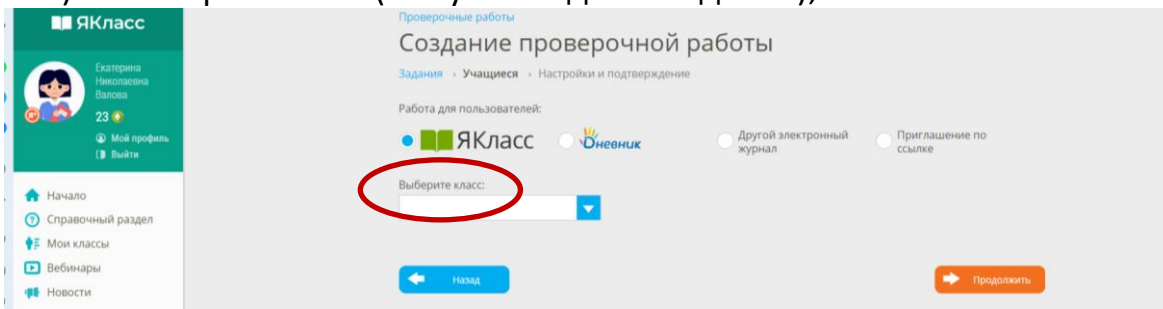 ЯКласс
Екатерина
Николаевна
Валова
23
Мой профиль
Выйти
Начало
Справочный раздел
Мои классы
Вебинары
Новости
Проверочные работы
Создание проверочной работы
Задания › Учащиеся › Настройки и подтверждение
Работа для пользователей:
ЯКласс
Дневник
Другой электронный
журнал
Приглашение по
ссылке
Выберите класс:
Назад
Продолжить